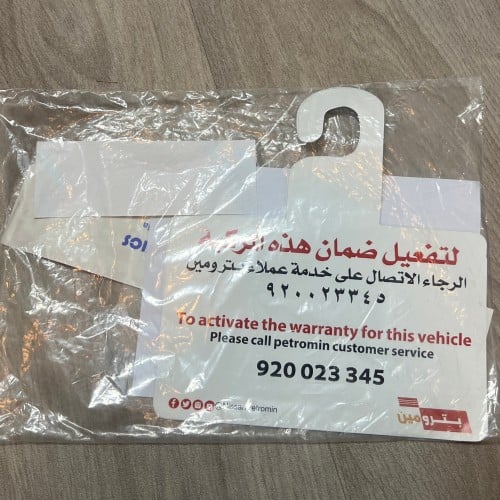 لتفعيل ضمان هذه المركبة
الرجاء الاتصال على خدمة عملاء بترومين
٩٢٠٠٢٣٣٤٥
To activate the warranty for this vehicle
Please call petromin customer service
920 023 345
بترومين